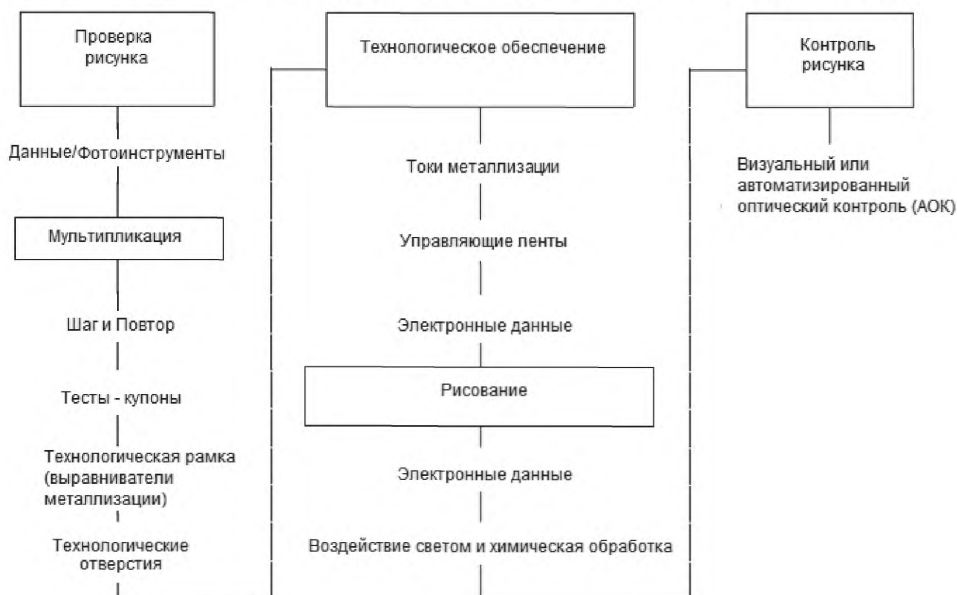 Проверка
рисунка
Данные/Фотоинструменты
Мультипликация
Шаг и Повтор
Тесты - купоны
Технологическая рамка
(выравниватели
металлизации)
Технологические
отверстия
Технологическое обеспечение
Токи металлизации
Управляющие ленты
Электронные данные
Рисование
Электронные данные
Воздействие светом и химическая обработка
Контроль
рисунка
Визуальный или
автоматизированный
оптический контроль (АОК)